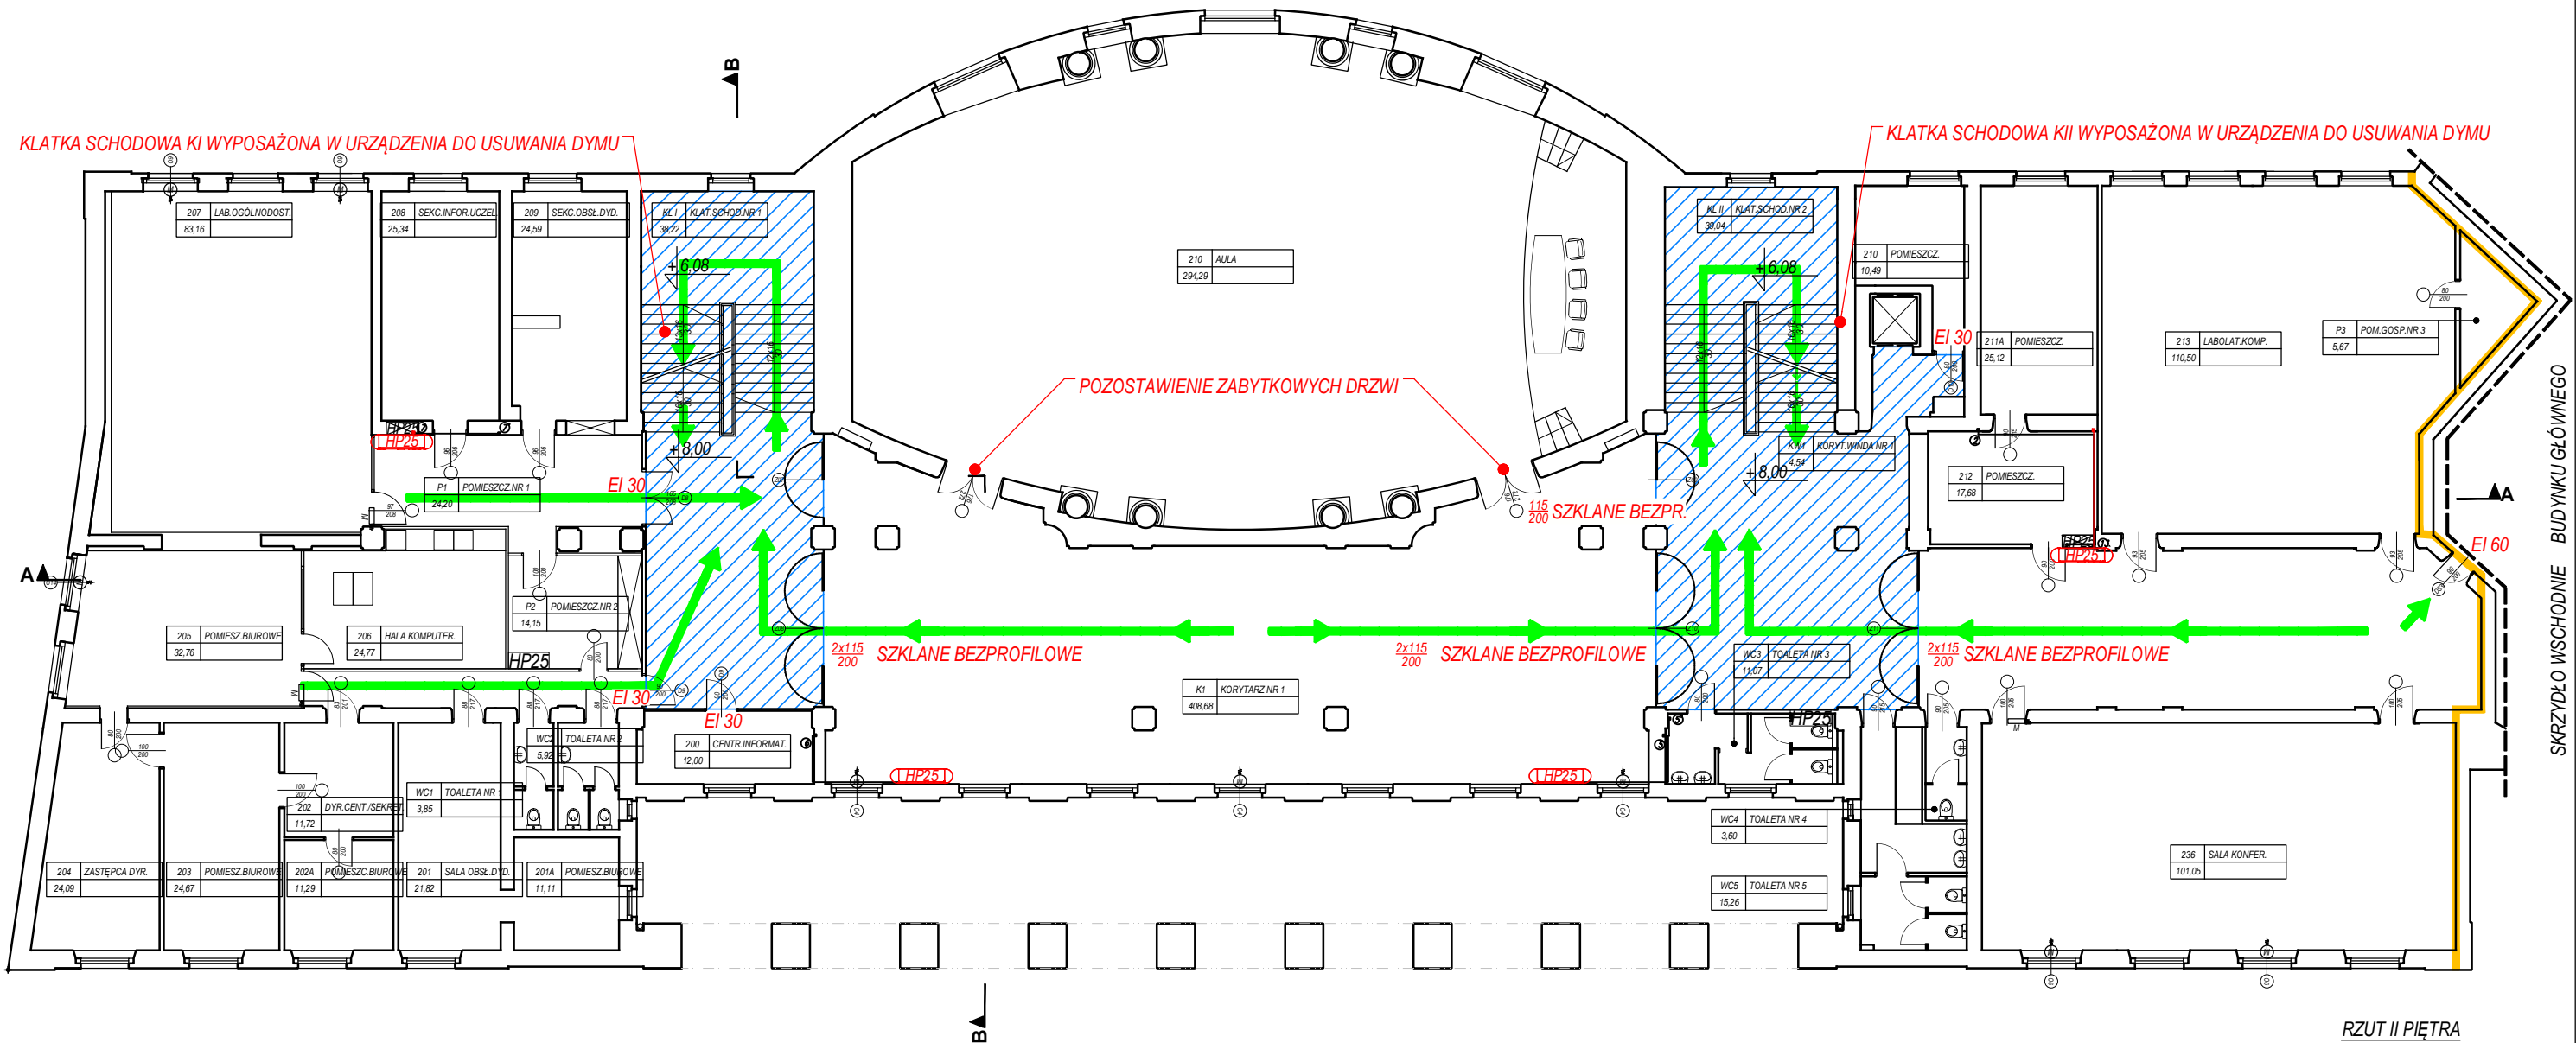 B
KLATKA SCHODOWA KI WYPOSAŻONA W URZĄDZENIA DO USUWANIA DYMU
KLATKA SCHODOWA KII WYPOSAŻONA W URZĄDZENIA DO USUWANIA DYMU
207 LAB.OGÓLNODOST.
83,16
208 SEKC.INFOR.UCZEL
25,34
209 SEKC.OBSŁ.DYD.
24,59
KL I KLAT.SCHOD.NR 1
38,22
+ 6,08
210 AULA
294,29
KL II KLAT.SCHOD.NR 2
39,04
+ 6,08
210 POMIESZCZ.
10,49
EI 30
211A POMIESZCZ.
25,12
213 LABOLAT.KOMP.
110,50
P3 POM.GOSP.NR 3
5,67
POZOSTAWIENIE ZABYTKOWYCH DRZWI
HP25
HP25
+ 8,00
KW1 KORYT.WINDA NR 1
4,54
+ 8,00
P1 POMIESZCZ.NR 1
24,20
EI 30
115
200 SZKLANE BEZPR.
212 POMIESZCZ.
17,68
A
HP25
HP25
EI 60
SKRZYDŁO WSCHODNIE BUDYNKU GŁÓWNEGO
A
P2 POMIESZCZ.NR 2
14,15
205 POMIESZ.BIUROWE
32,76
206 HALA KOMPUTER.
24,77
HP25
2x115
200 SZKLANE BEZPROFILOWE
2x115
200 SZKLANE BEZPROFILOWE
WC3 TOALETA NR 3
11,07
2x115
200 SZKLANE BEZPROFILOWE
EI 30
EI 30
K1 KORYTARZ NR 1
408,68
HP25
WC2 TOALETA NR 2
5,92
200 CENTR.INFORMAT.
12,00
HP25
HP25
202 DYR.CENT./SEKRET.
11,72
WC1 TOALETA NR
3,85
WC4 TOALETA NR 4
3,60
204 ZASTĘPCA DYR.
24,09
203 POMIESZ.BIUROWE
24,67
202A POMIESZC.BIUROWE
11,29
201 SALA OBSŁ.DYD.
21,82
201A POMIESZ.BIUROWE
11,11
WC5 TOALETA NR 5
15,26
236 SALA KONFER.
101,05
B
RZUT II PIĘTRA